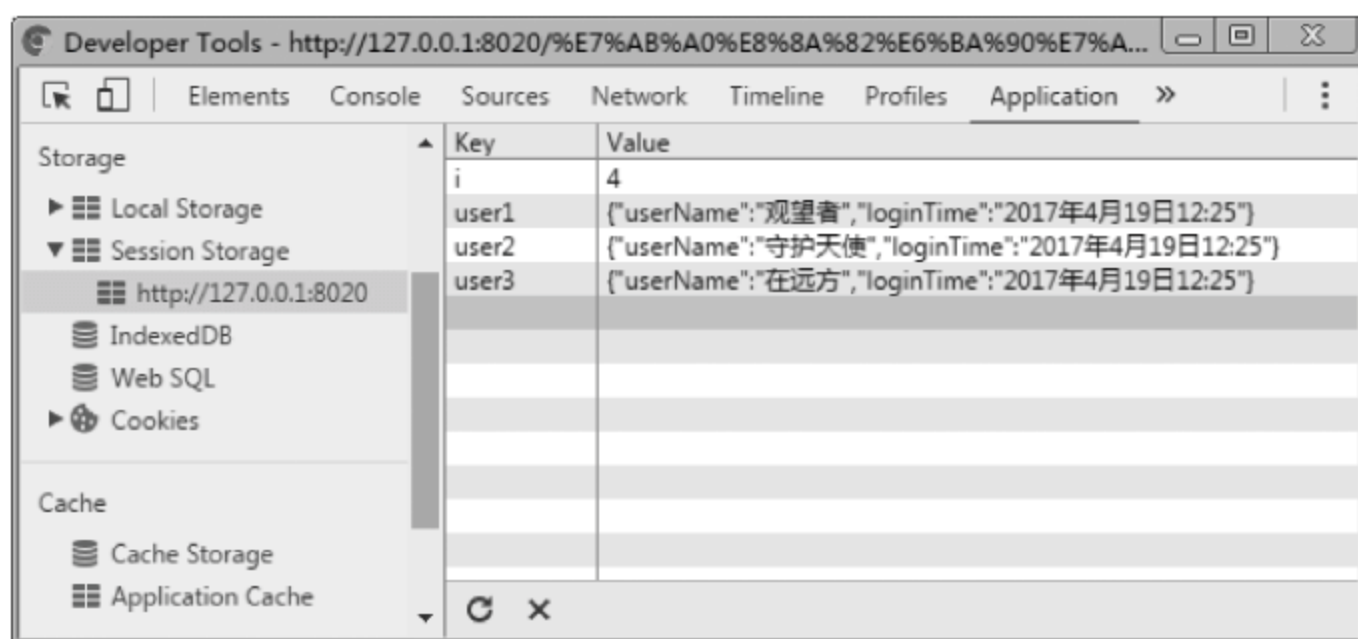 Developer Tools - http://127.0.0.1:8020/%E7%AB%A0%E8%8A%82%E6%BA%90%E7%A...
Elements Console Sources Network Timeline Profiles Application »
Storage
Local Storage
Session Storage
http://127.0.0.1:8020
IndexedDB
Web SQL
Cookies
Cache
Cache Storage
Application Cache
Key Value
i 4
user1 {"userName":"观望者","loginTime":"2017年4月19日12:25"}
user2 {"userName":"守护天使","loginTime":"2017年4月19日12:25"}
user3 {"userName":"在远方","loginTime":"2017年4月19日12:25"}